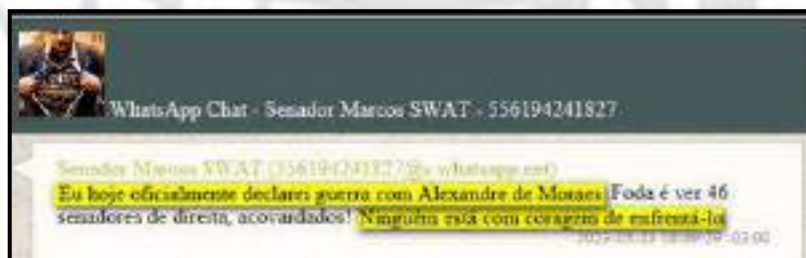 WhatsApp Chat - Senador Marcos SWAT - 556194241827
Senador Marcos SWAT (556194241827@s.whatsapp.net)
Eu hoje oficialmente declarei guerra com Alexandre de Moraes. Foda é ver 46
senadores de direita, acovardados! Ninguém está com coragem de enfrentá-lo